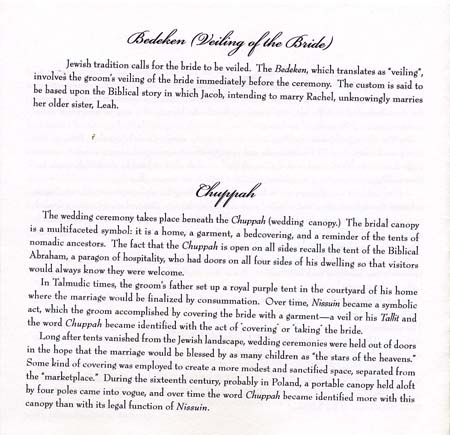 Bedeken (Veiling of the Bride)
Jewish tradition calls for the bride to be veiled. The Bedeken, which translates as "veiling",
involves the groom's veiling of the bride immediately before the ceremony. The custom is said to
be based upon the Biblical story in which Jacob, intending to marry Rachel, unknowingly marries
her older sister, Leah.
Chuppah
The wedding ceremony takes place beneath the Chuppah (wedding canopy.) The bridal canopy
is a multifaceted symbol: it is a home, a garment, a bedcovering, and a reminder of the tents of
nomadic ancestors. The fact that the Chuppah is open on all sides recalls the tent of the Biblical
Abraham, a paragon of hospitality, who had doors on all four sides of his dwelling so that visitors
would always know they were welcome.
In Talmudic times, the groom's father set up a royal purple tent in the courtyard of his home
where the marriage would be finalized by consummation. Over time, Nissuin became a symbolic
act, which the groom accomplished by covering the bride with a garment—a veil or his Tallit and
the word Chuppah became identified with the act of "covering" or "taking" the bride.
Long after tents vanished from the Jewish landscape, wedding ceremonies were held out of doors
in the hope that the marriage would be blessed by as many children as "the stars of the heavens."
Some kind of covering was employed to create a more modest and sanctified space, separated from
the "marketplace." During the sixteenth century, probably in Poland, a portable canopy held aloft
by four poles came into vogue, and over time the word Chuppah became identified more with this
canopy than with its legal function of Nissuin.